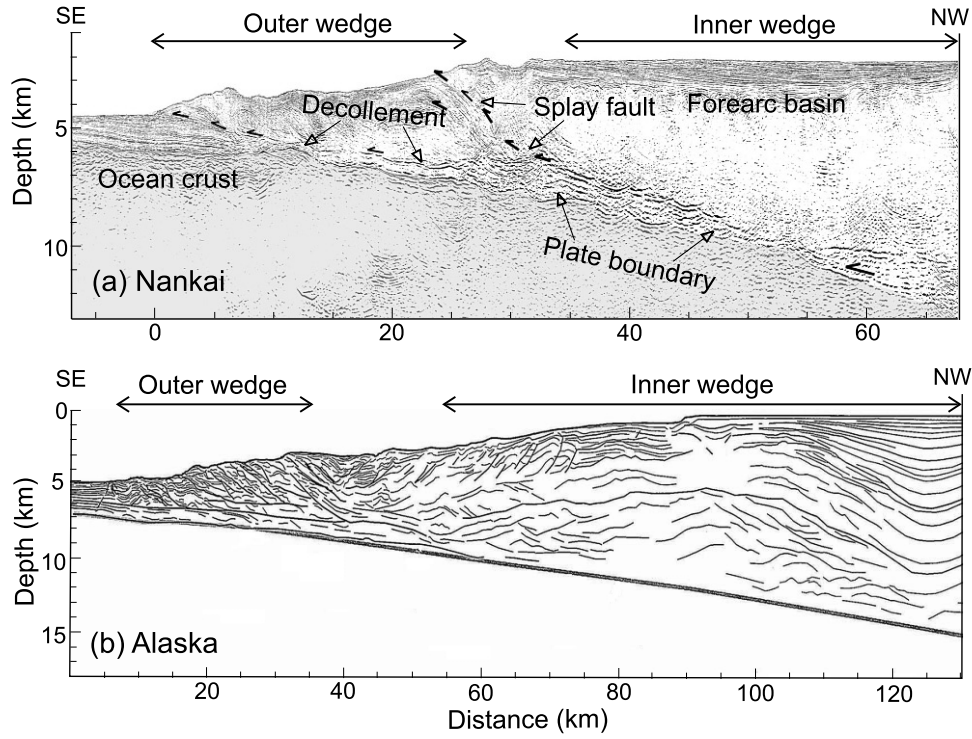 SE
NW
Outer wedge
Inner wedge
Decollement
Splay fault
Forearc basin
Ocean crust
Plate boundary
(a) Nankai
Depth (km)
5
10
0
20
40
60
SE
NW
Outer wedge
Inner wedge
0
5
10
15
Depth (km)
(b) Alaska
20
40
60
80
100
120
Distance (km)